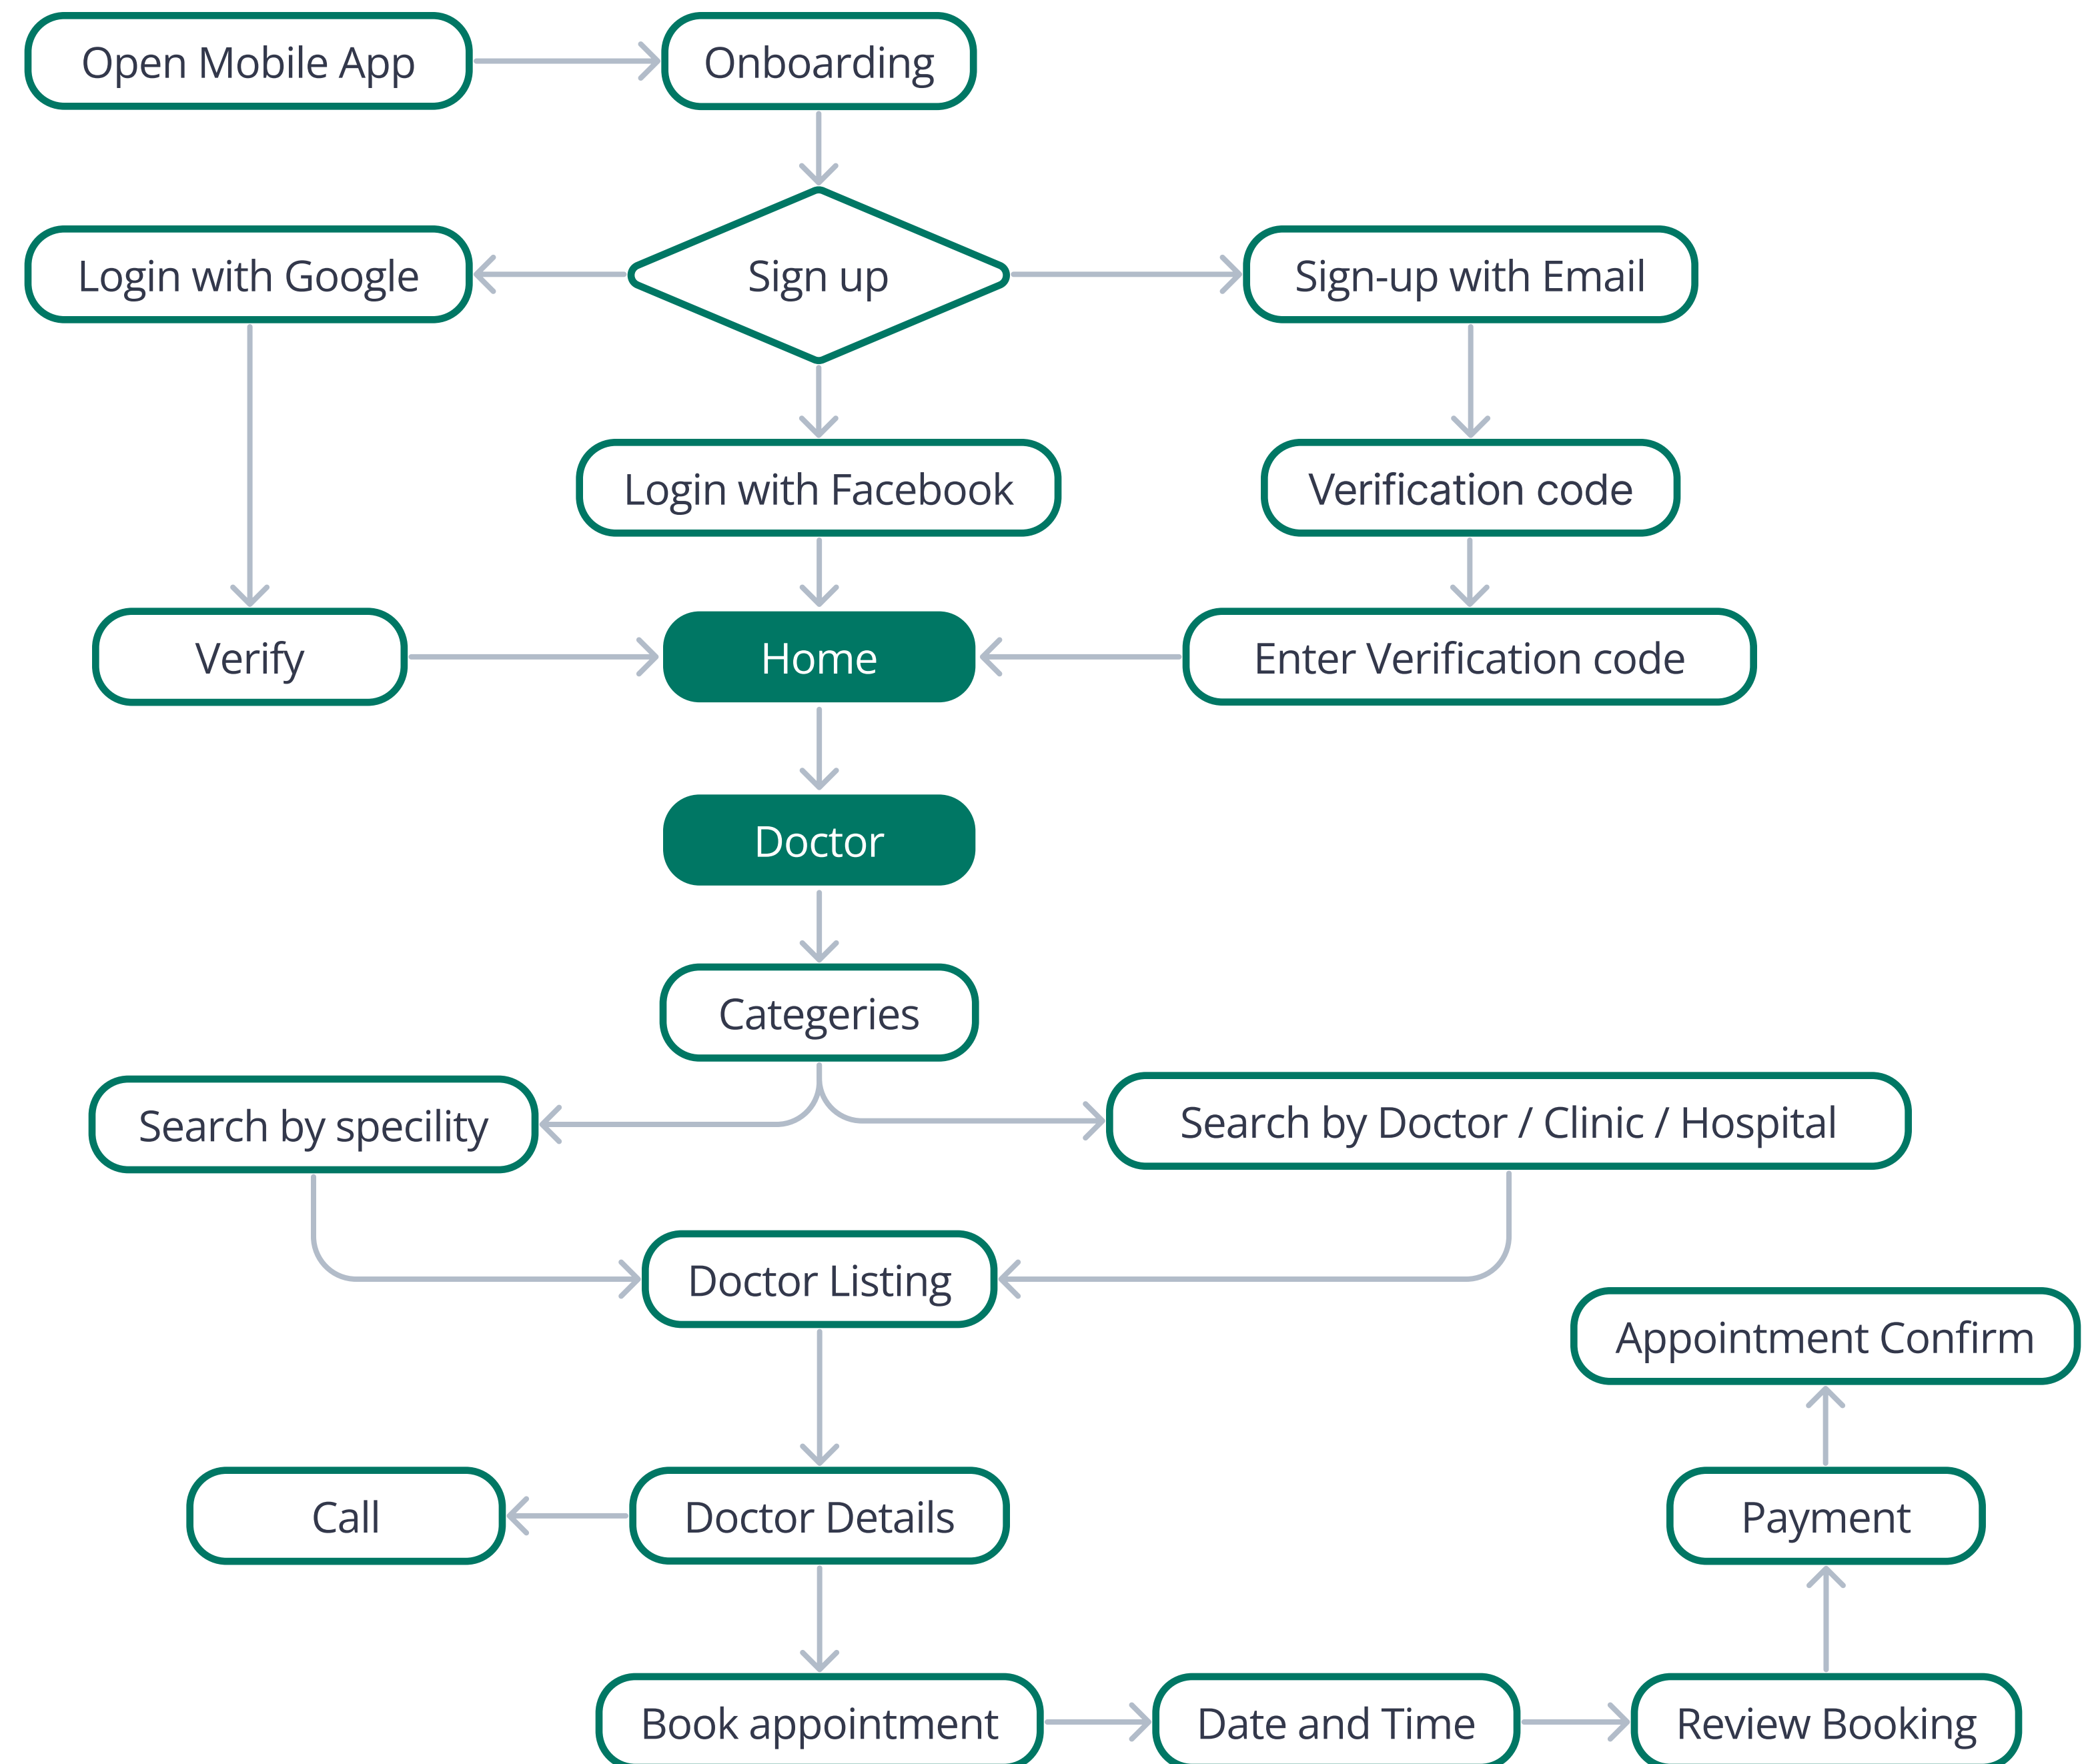 Open Mobile App
Onboarding
Login with Google
Sign up
Sign-up with Email
Login with Facebook
Verification code
Verify
Home
Enter Verification code
Doctor
Categeries
Search by specility
Search by Doctor / Clinic / Hospital
Doctor Listing
Appointment Confirm
Call
Doctor Details
Payment
Book appointment
Date and Time
Review Booking